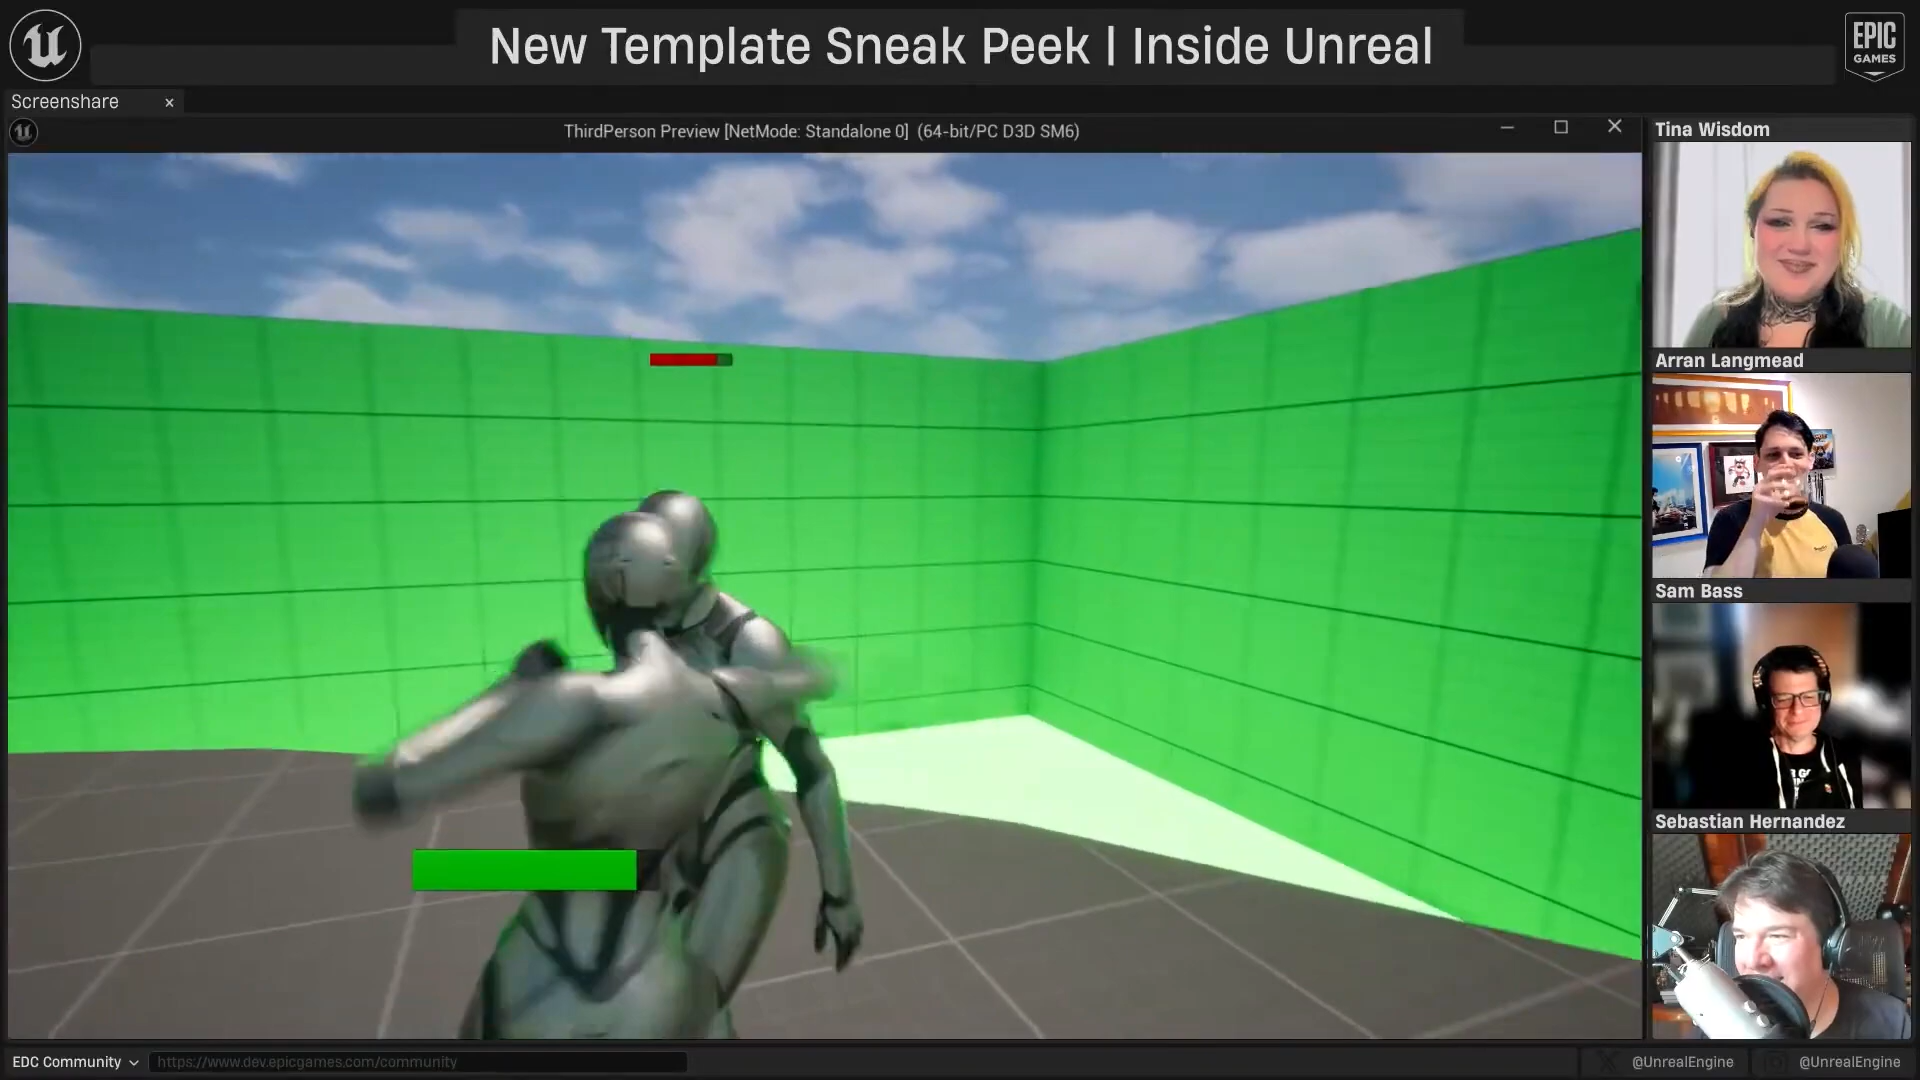 New Template Sneak Peek | Inside Unreal
EPIC
GAMES
Screenshare ×
ThirdPerson Preview [NetMode: Standalone 0] (64-bit/PC D3D SM6)
Tina Wisdom
Arran Langmead
Sam Bass
Sebastian Hernandez
EDC Community
https://www.dev.epicgames.com/community
@UnrealEngine
@UnrealEngine